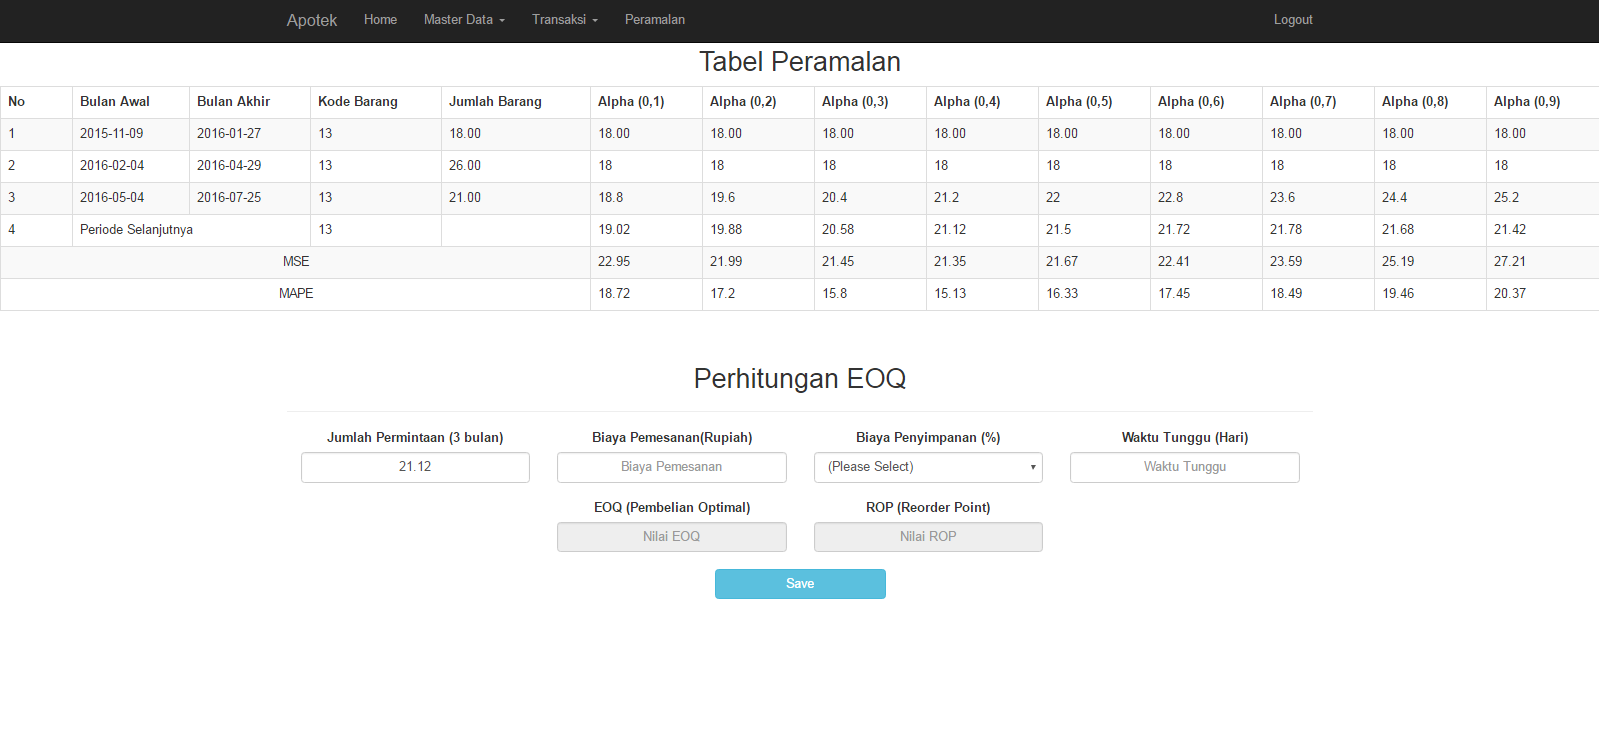 Apotek Home Master Data Transaksi Peramalan Logout
Tabel Peramalan
No Bulan Awal Bulan Akhir Kode Barang Jumlah Barang Alpha (0,1) Alpha (0,2) Alpha (0,3) Alpha (0,4) Alpha (0,5) Alpha (0,6) Alpha (0,7) Alpha (0,8) Alpha (0,9)
1 2015-11-09 2016-01-27 13 18.00 18.00 18.00 18.00 18.00 18.00 18.00 18.00 18.00 18.00
2 2016-02-04 2016-04-29 13 26.00 18 18 18 18 18 18 18 18 18
3 2016-05-04 2016-07-25 13 21.00 18.8 19.6 20.4 21.2 22 22.8 23.6 24.4 25.2
4 Periode Selanjutnya 13 19.02 19.88 20.58 21.12 21.5 21.72 21.78 21.68 21.42
MSE 22.95 21.99 21.45 21.35 21.67 22.41 23.59 25.19 27.21
MAPE 18.72 17.2 15.8 15.13 16.33 17.45 18.49 19.46 20.37
Perhitungan EOQ
Jumlah Permintaan (3 bulan) Biaya Pemesanan(Rupiah) Biaya Penyimpanan (%) Waktu Tunggu (Hari)
21.12 Biaya Pemesanan (Please Select) Waktu Tunggu
EOQ (Pembelian Optimal) ROP (Reorder Point)
Nilai EOQ Nilai ROP
Save